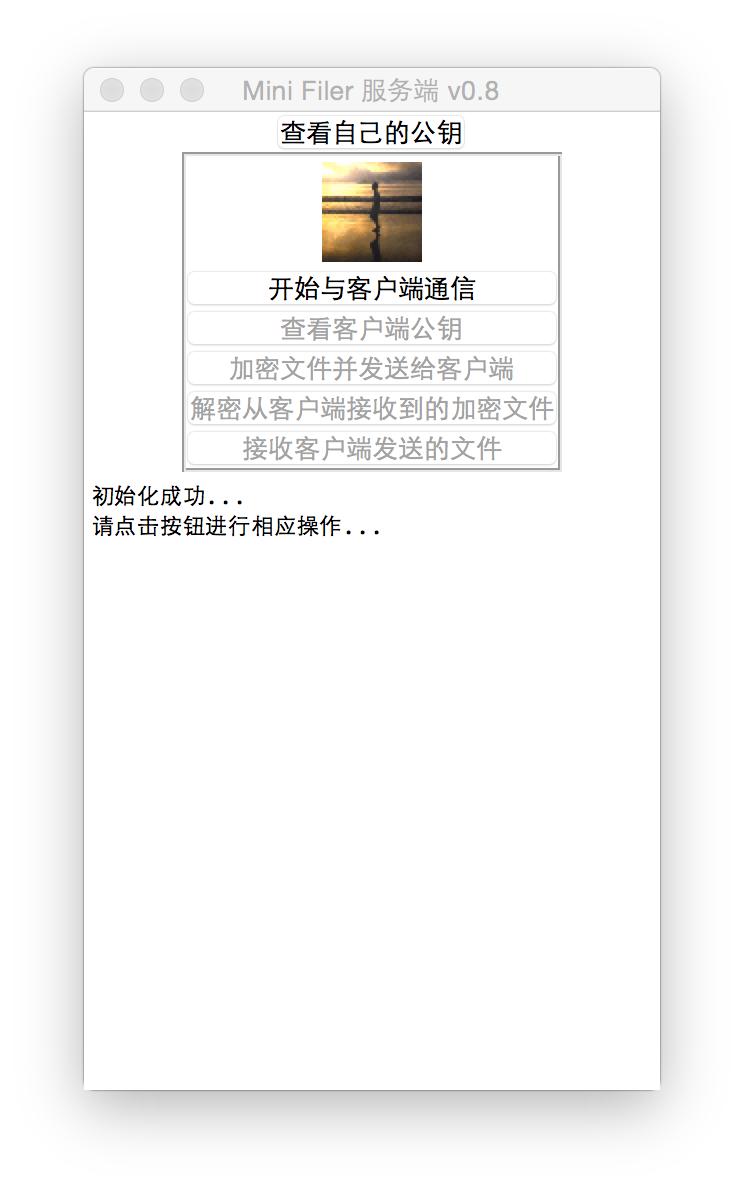 Mini Filer 服务端 v0.8
查看自己的公钥
开始与客户端通信
查看客户端公钥
加密文件并发送给客户端
解密从客户端接收到的加密文件
接收客户端发送的文件
初始化成功...
请点击按钮进行相应操作...